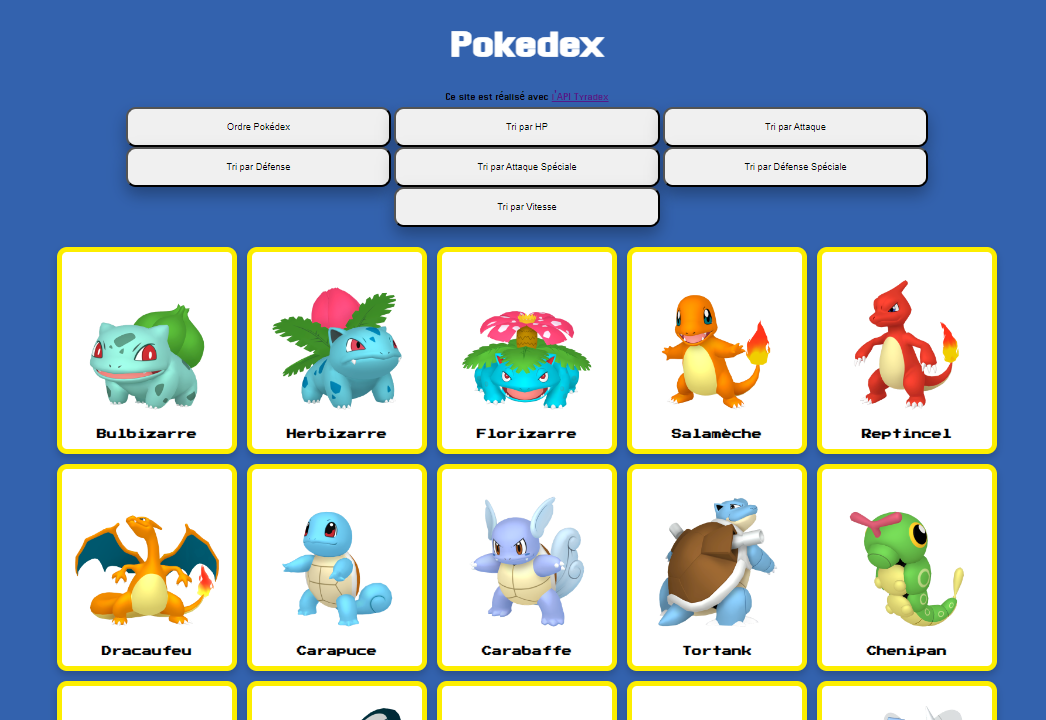 Pokedex
Ce site est réalisé avec l'API Tyradex
Ordre Pokédex
Tri par HP
Tri par Attaque
Tri par Défense
Tri par Attaque Spéciale
Tri par Défense Spéciale
Tri par Vitesse
Bulbizarre
Herbizarre
Florizarre
Salamèche
Reptincel
Dracaufeu
Carapuce
Carabaffe
Tortank
Chenipan